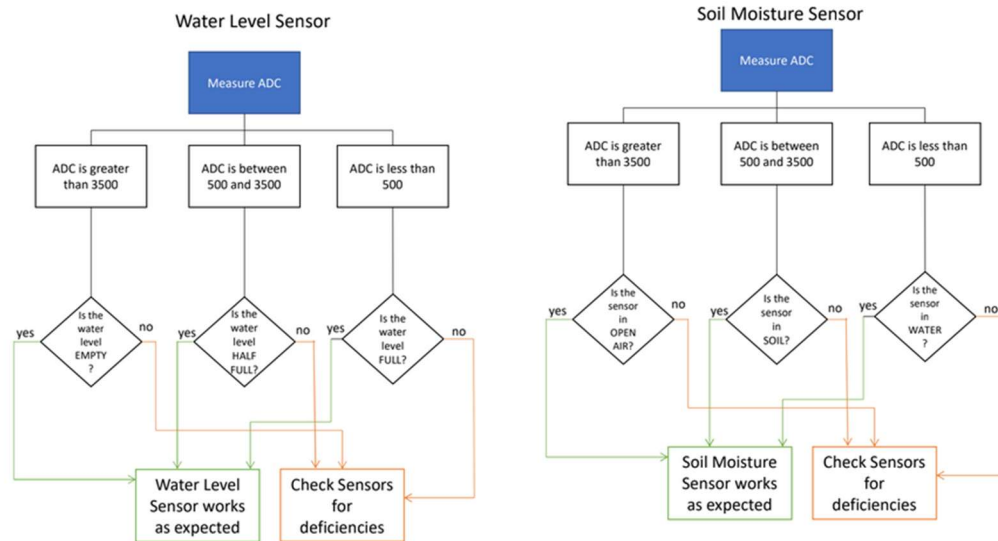 Water Level Sensor
Measure ADC
ADC is greater
than 3500
ADC is between
500 and 3500
ADC is less than
500
yes
Is the
water
level
EMPTY
?
no
yes
Is the
water
level
HALF
FULL?
no
yes
Is the
water
level
FULL?
no
Water Level
Sensor works
as expected
Check Sensors
for
deficiencies
Soil Moisture Sensor
Measure ADC
ADC is greater
than 3500
ADC is between
500 and 3500
ADC is less than
500
yes
Is the
sensor
in
OPEN
AIR?
no
yes
Is the
sensor
in
SOIL?
no
yes
Is the
sensor
in
WATER
?
no
Soil Moisture
Sensor works
as expected
Check Sensors
for
deficiencies